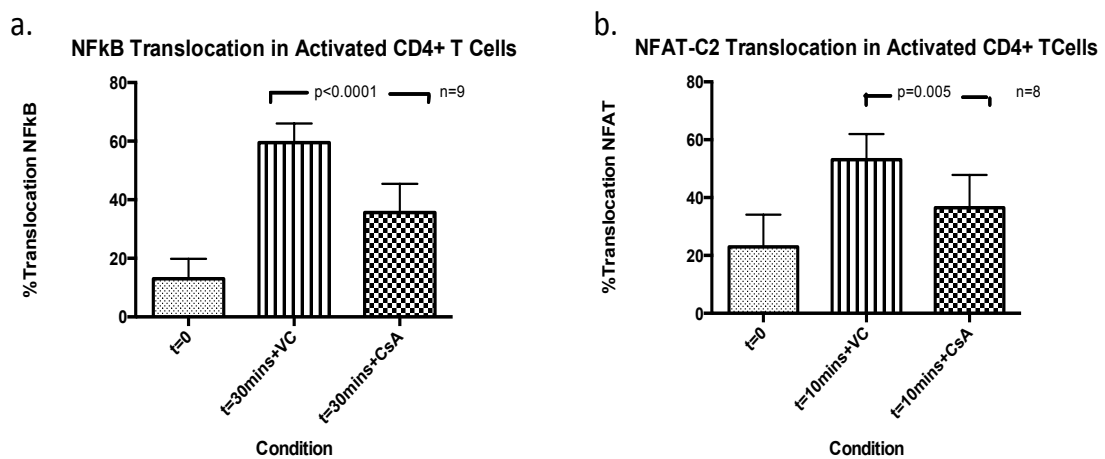 a.
NFkB Translocation in Activated CD4+ T Cells
%Translocation NFkB
80
60
40
20
0
p<0.0001
n=9
t=0
t=30mins+VC
t=30mins+CsA
Condition
b.
NFAT-C2 Translocation in Activated CD4+ TCells
%Translocation NFAT
80
60
40
20
0
p=0.005
n=8
t=0
t=10mins+VC
t=10mins+CsA
Condition